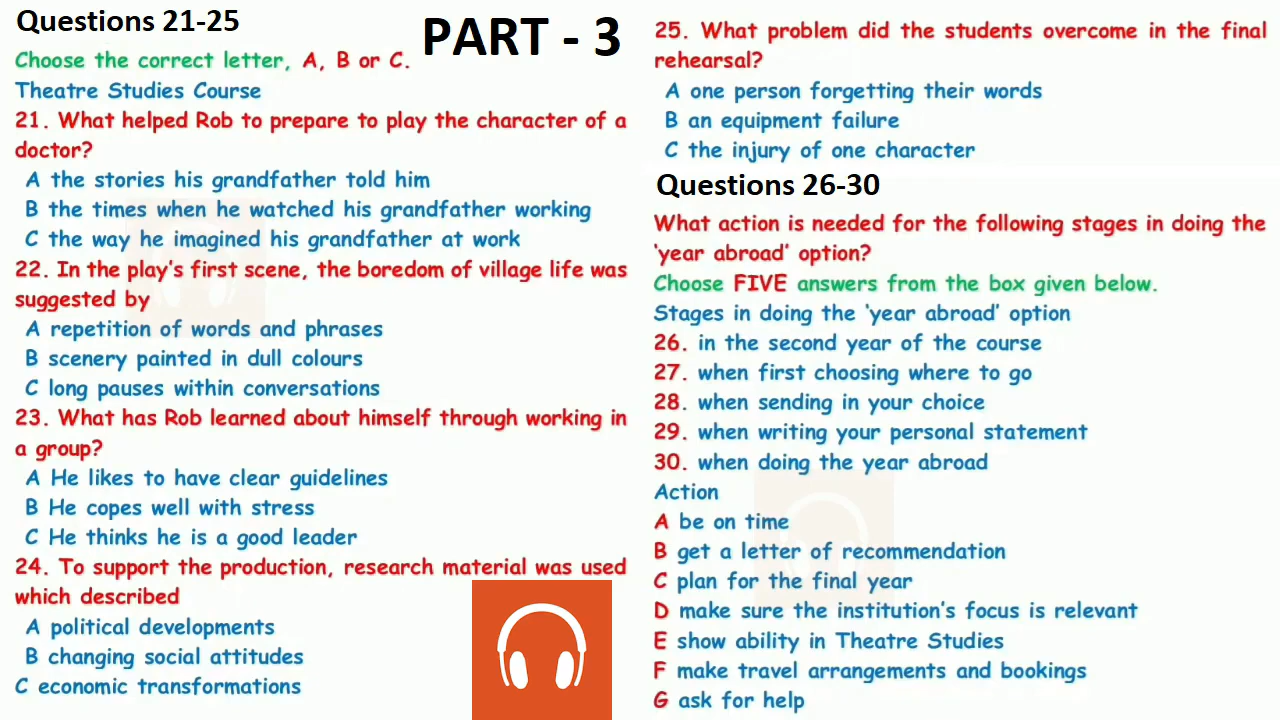 Questions 21-25
PART - 3
Choose the correct letter, A, B or C.
Theatre Studies Course
21. What helped Rob to prepare to play the character of a
doctor?
A the stories his grandfather told him
B the times when he watched his grandfather working
C the way he imagined his grandfather at work
22. In the play's first scene, the boredom of village life was
suggested by
A repetition of words and phrases
B scenery painted in dull colours
C long pauses within conversations
23. What has Rob learned about himself through working in
a group?
A He likes to have clear guidelines
B He copes well with stress
C He thinks he is a good leader
24. To support the production, research material was used
which described
A political developments
B changing social attitudes
C economic transformations
25. What problem did the students overcome in the final
rehearsal?
A one person forgetting their words
B an equipment failure
C the injury of one character
Questions 26-30
What action is needed for the following stages in doing the
'year abroad' option?
Choose FIVE answers from the box given below.
Stages in doing the 'year abroad' option
26. in the second year of the course
27. when first choosing where to go
28. when sending in your choice
29. when writing your personal statement
30. when doing the year abroad
Action
A be on time
B get a letter of recommendation
C plan for the final year
D make sure the institution's focus is relevant
E show ability in Theatre Studies
F make travel arrangements and bookings
G ask for help